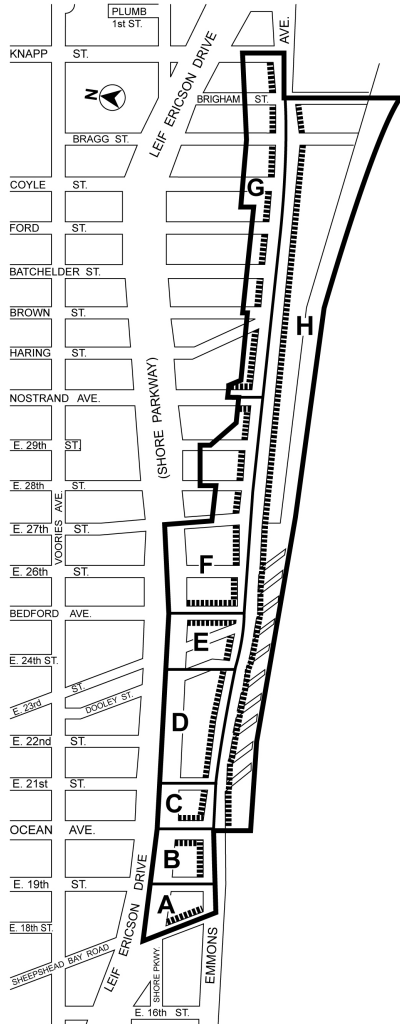 PLUMB
1st ST.
AVE.
KNAPP ST.
LEIF ERICSON DRIVE
N
BRIGHAM ST.
BRAGG ST.
COYLE ST.
G
FORD ST.
BATCHELDER ST.
BROWN ST.
H
HARING ST.
(SHORE PARKWAY)
NOSTRAND AVE.
E. 29th ST.
E. 28th ST.
VOORIES AVE.
E. 27th ST.
F
E. 26th ST.
BEDFORD AVE.
E
E. 24th ST.
E. 23rd ST.
DOOLEY ST.
D
E. 22nd ST.
E. 21st ST.
C
OCEAN AVE.
B
E. 19th ST.
A
E. 18th ST.
LEIF ERICSON DRIVE
SHEEPSHEAD BAY ROAD
SHORE PKWY.
EMMONS
E. 16th ST.